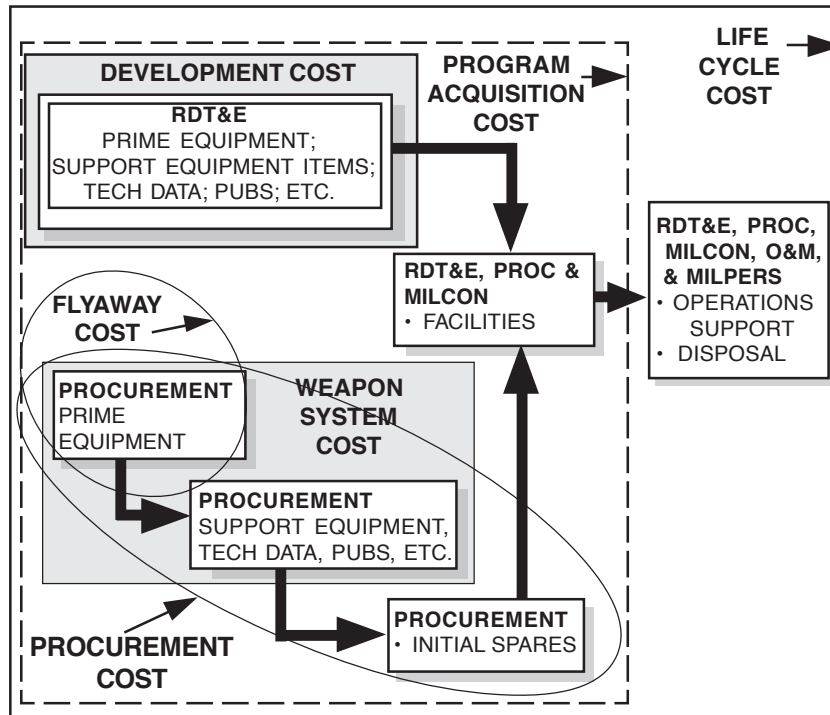 DEVELOPMENT COST
RDT&E
PRIME EQUIPMENT;
SUPPORT EQUIPMENT ITEMS;
TECH DATA; PUBS; ETC.
PROGRAM
ACQUISITION
COST
LIFE
CYCLE
COST
RDT&E, PROC &
MILCON
• FACILITIES
RDT&E, PROC,
MILCON, O&M,
& MILPERS
• OPERATIONS
SUPPORT
• DISPOSAL
FLYAWAY
COST
PROCUREMENT
PRIME
EQUIPMENT
WEAPON
SYSTEM
COST
PROCUREMENT
SUPPORT EQUIPMENT,
TECH DATA, PUBS, ETC.
PROCUREMENT
• INITIAL SPARES
PROCUREMENT
COST